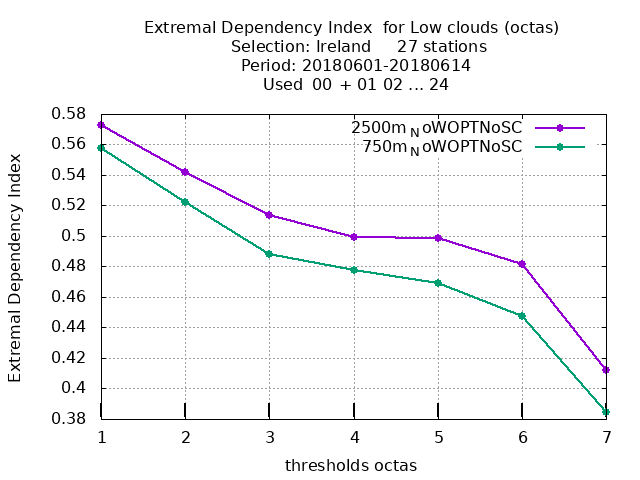 Extremal Dependency Index  for Low clouds (octas)
Selection: Ireland     27 stations
Period: 20180601-20180614
Used  00 + 01 02 ... 24
2500m_NoWOPTNoSC
750m_NoWOPTNoSC
Extremal Dependency Index
0.58
0.56
0.54
0.52
0.5
0.48
0.46
0.44
0.42
0.4
0.38
1 2 3 4 5 6 7
thresholds octas